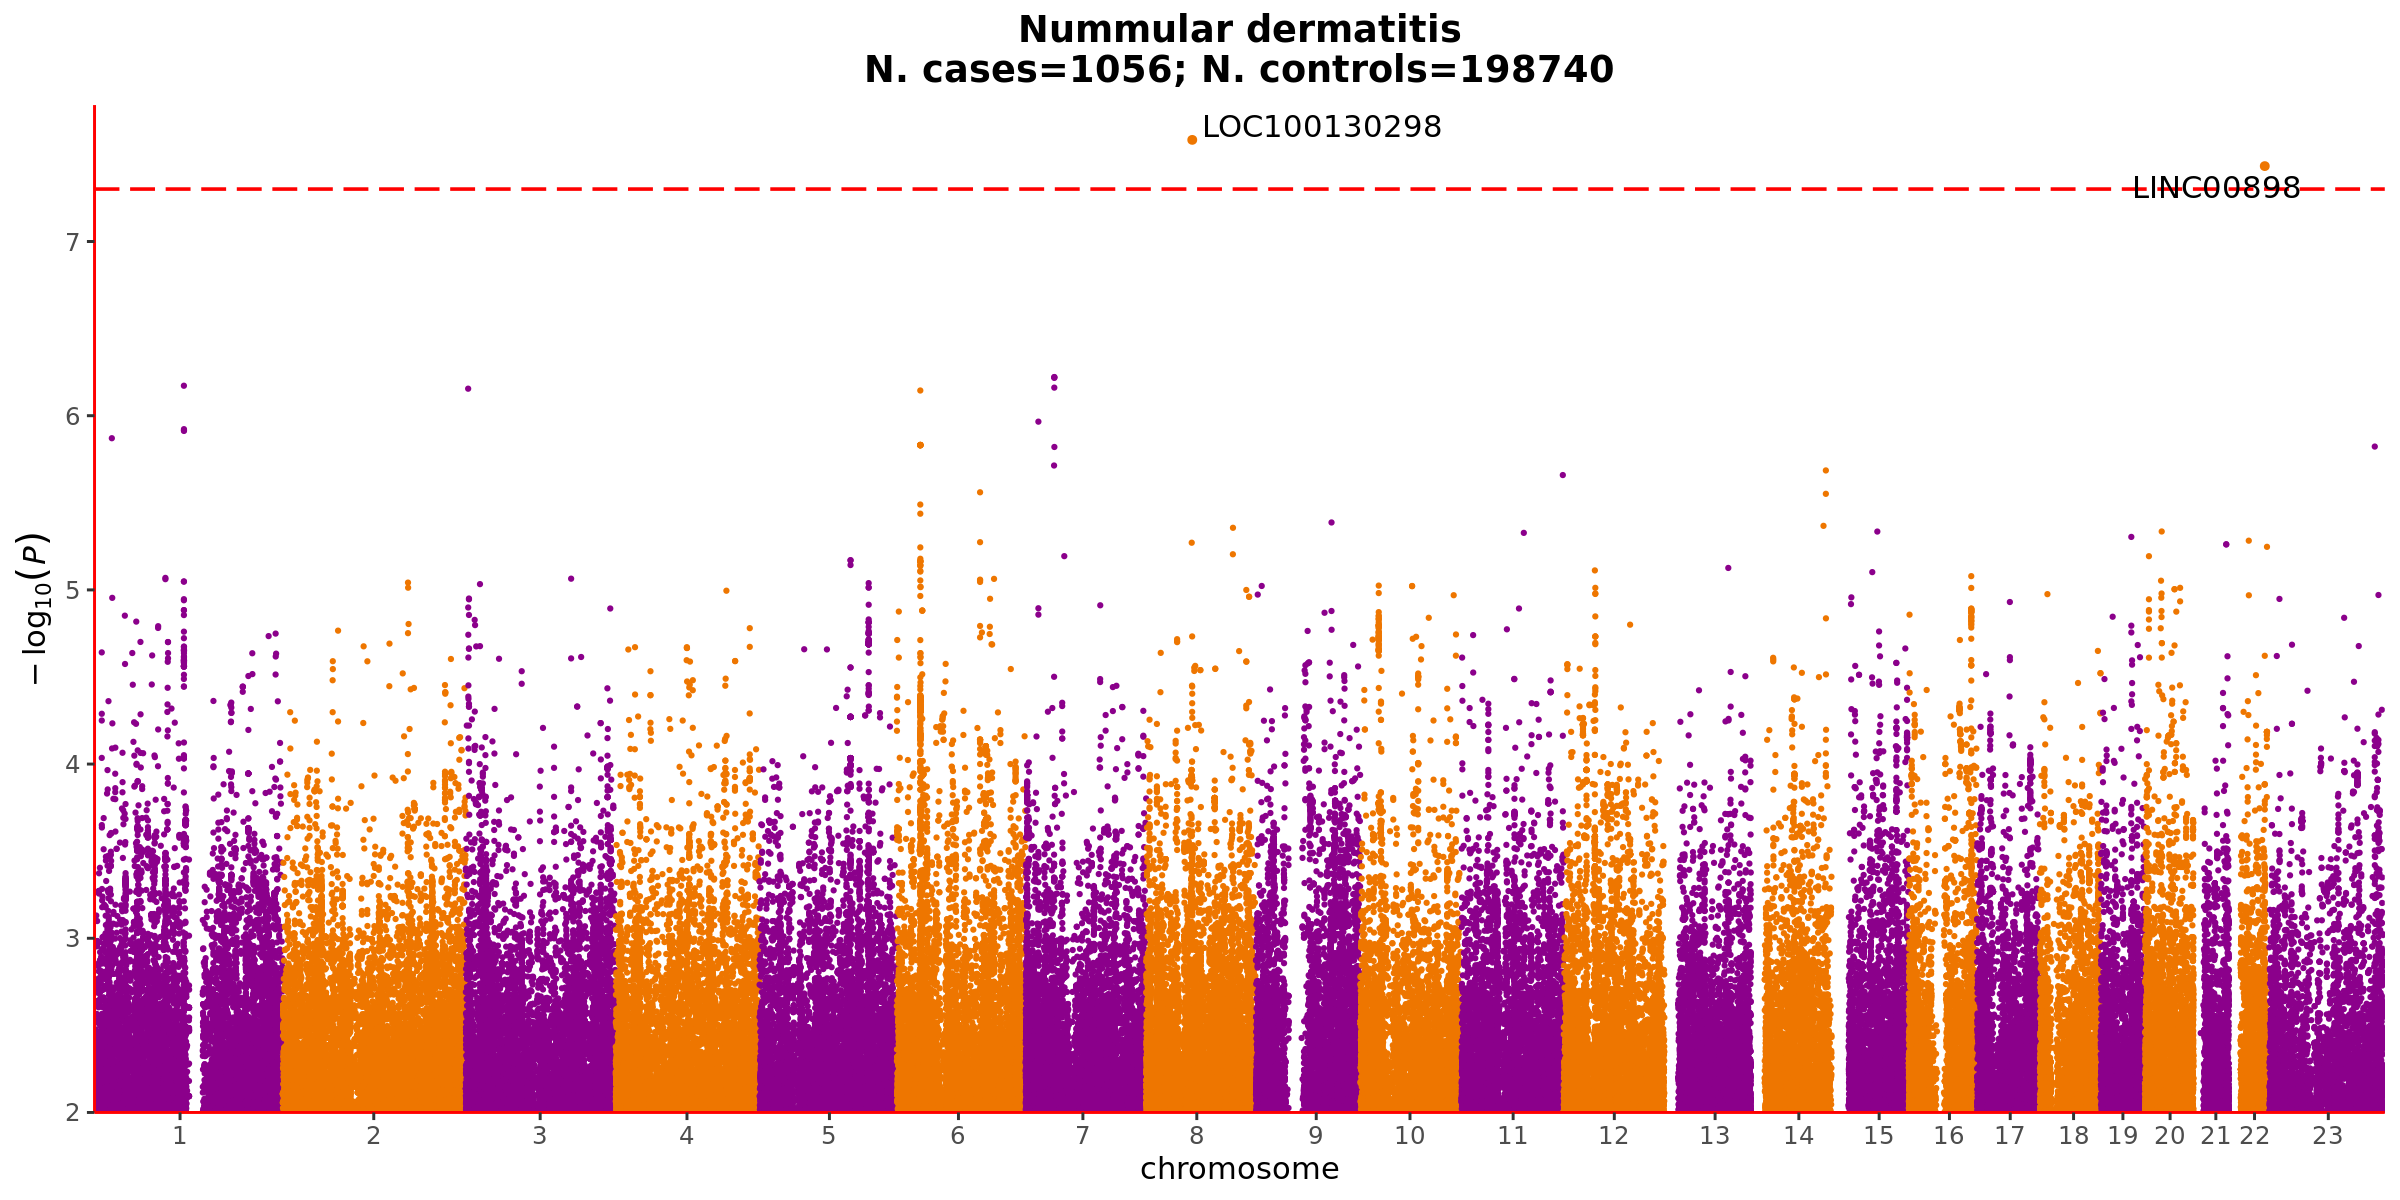 Nummular dermatitis
N. cases=1056; N. controls=198740
LOC100130298
LINC00898
7
6
5
4
3
2
−log10(P)
1 2 3 4 5 6 7 8 9 10 11 12 13 14 15 16 17 18 19 20 21 22 23
chromosome